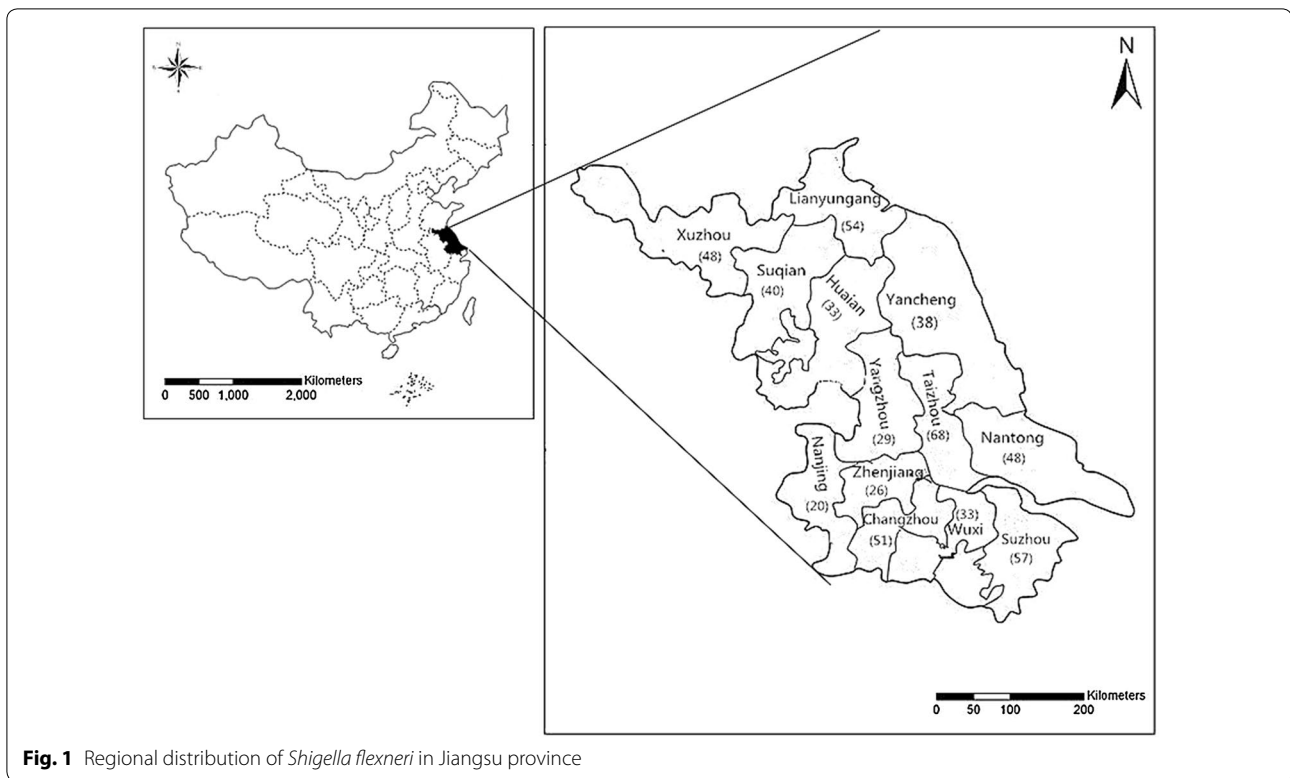 N
N
Lianyungang
(54)
Xuzhou
(48)
Suqian
(40)
Huaian
(33)
Yancheng
(38)
Yangzhou
(29)
Taizhou
(68)
Nantong
(48)
Nanjing
(20)
Zhenjiang
(26)
Changzhou
(51)
(33)
Wuxi
Suzhou
(57)
Kilometers
0 500 1,000 2,000
Kilometers
0 50 100 200
Fig. 1 Regional distribution of Shigella flexneri in Jiangsu province